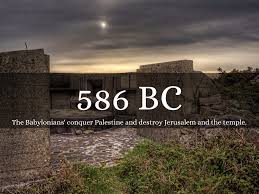 586 BC
The Babylonians' conquer Palestine and destroy Jerusalem and the temple.